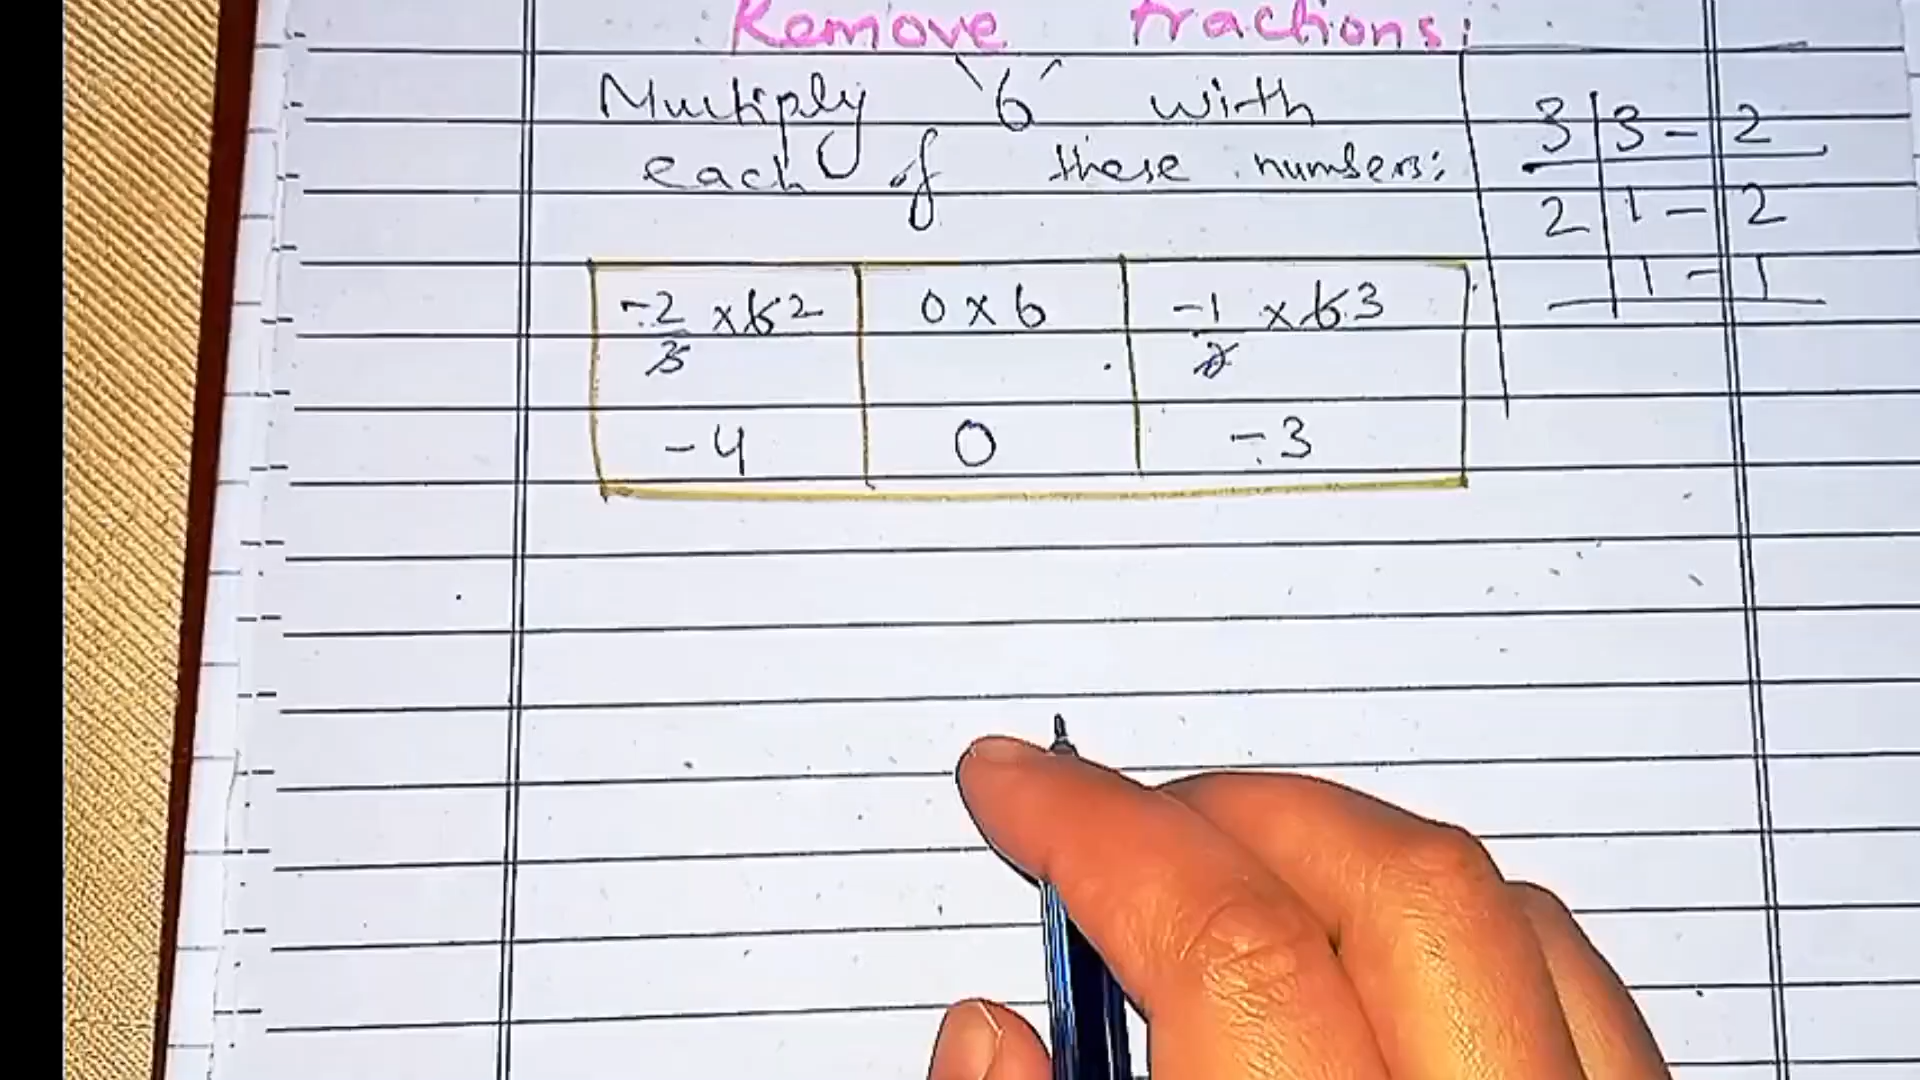 Remove fractions:
Multiply '6' with
each of these numbers:
-2/3 x 6 2 | 0 x 6 | -1/2 x 6 3
-4 | 0 | -3
3 | 3 - 2
2 | 1 - 2
1 - 1